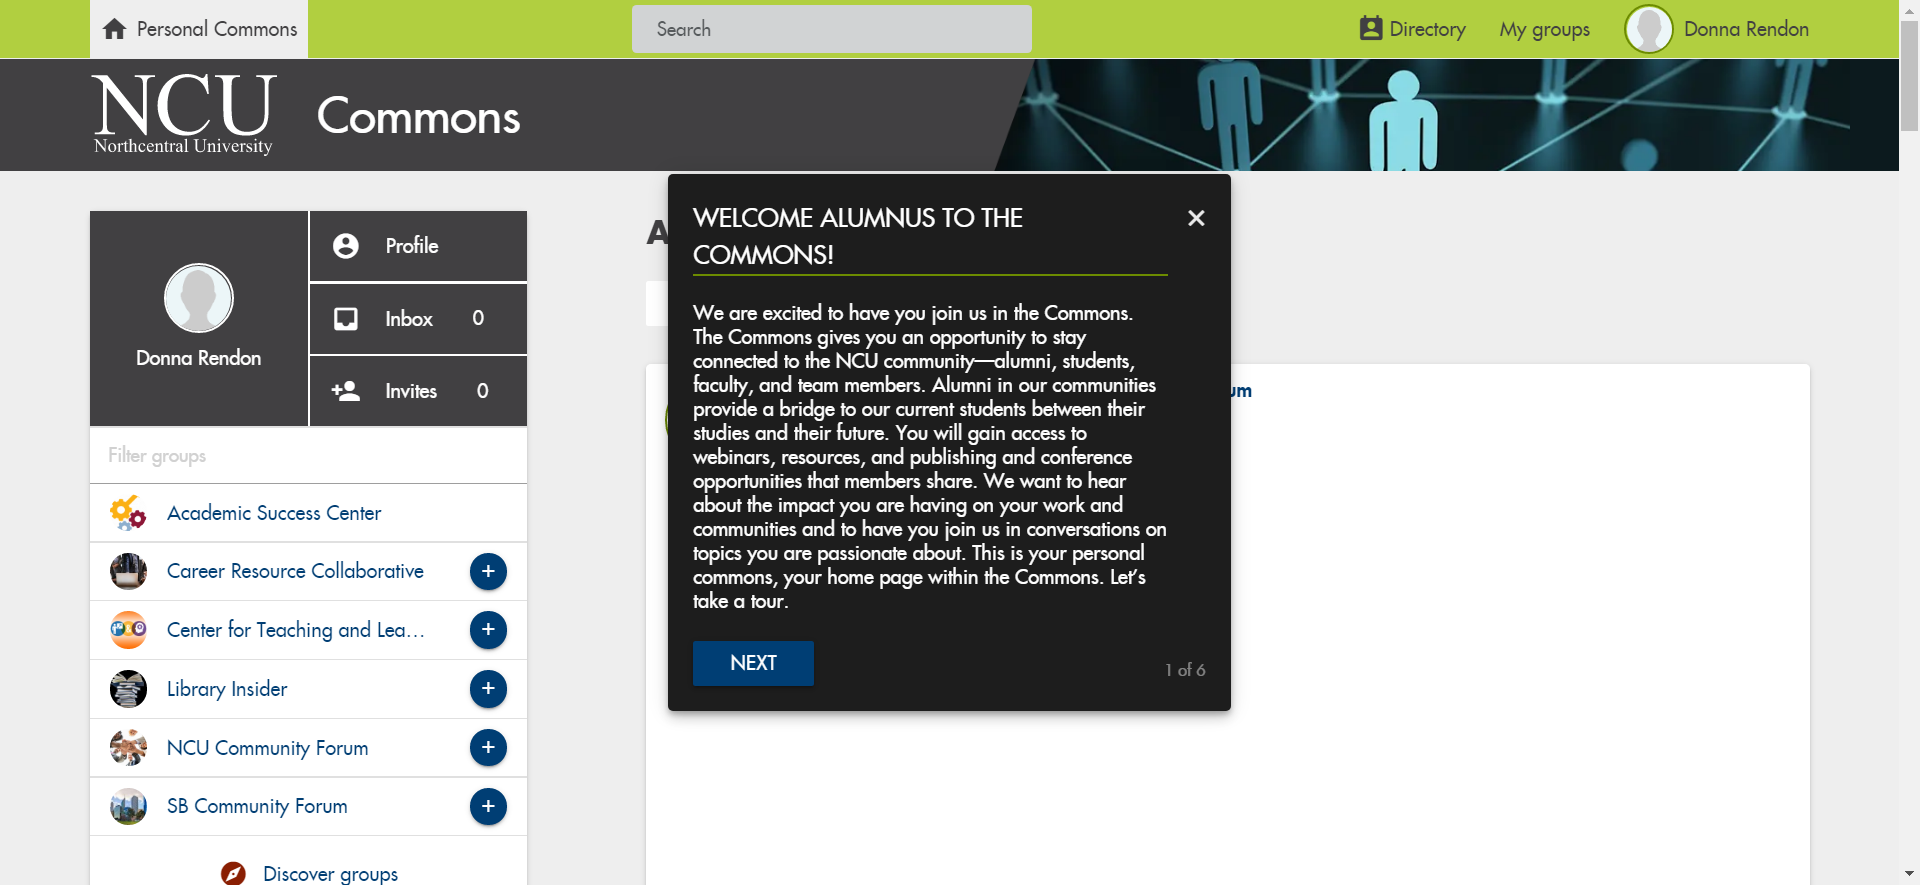 Personal Commons
Search
Directory
My groups
Donna Rendon
NCU
Northcentral University
Commons
Donna Rendon
Profile
Inbox 0
Invites 0
Filter groups
Academic Success Center
Career Resource Collaborative
+
Center for Teaching and Lea...
+
Library Insider
+
NCU Community Forum
+
SB Community Forum
+
Discover groups
A
um
WELCOME ALUMNUS TO THE
COMMONS!
We are excited to have you join us in the Commons.
The Commons gives you an opportunity to stay
connected to the NCU community—alumni, students,
faculty, and team members. Alumni in our communities
provide a bridge to our current students between their
studies and their future. You will gain access to
webinars, resources, and publishing and conference
opportunities that members share. We want to hear
about the impact you are having on your work and
communities and to have you join us in conversations on
topics you are passionate about. This is your personal
commons, your home page within the Commons. Let's
take a tour.
NEXT
1 of 6